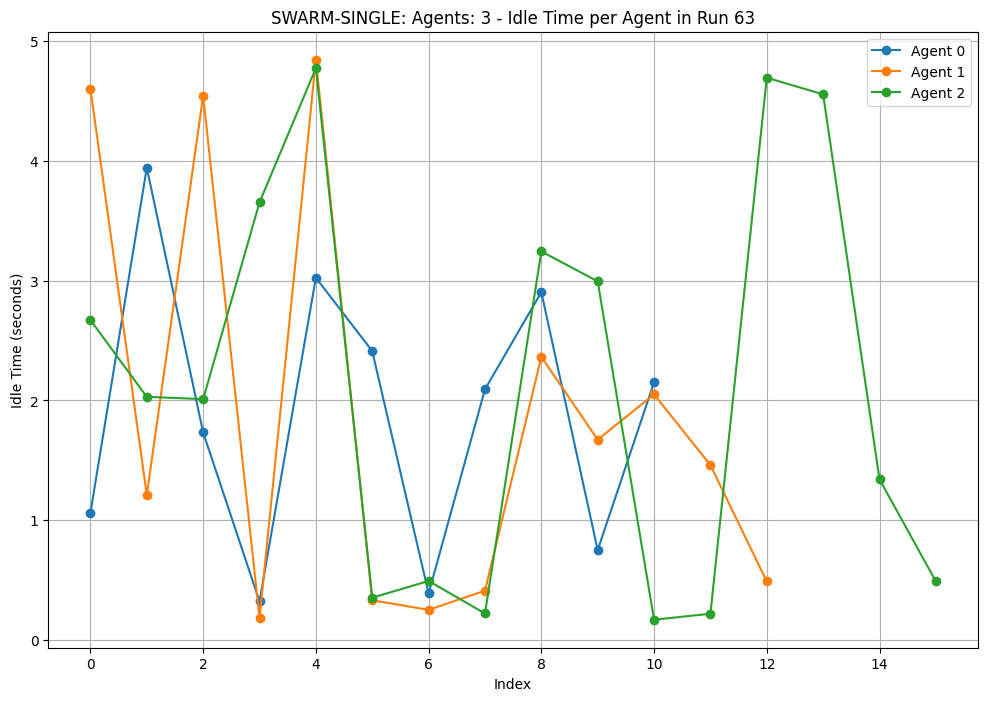 SWARM-SINGLE: Agents: 3 - Idle Time per Agent in Run 63
Agent 0
Agent 1
Agent 2
Idle Time (seconds)
5
4
3
2
1
0
0 2 4 6 8 10 12 14
Index